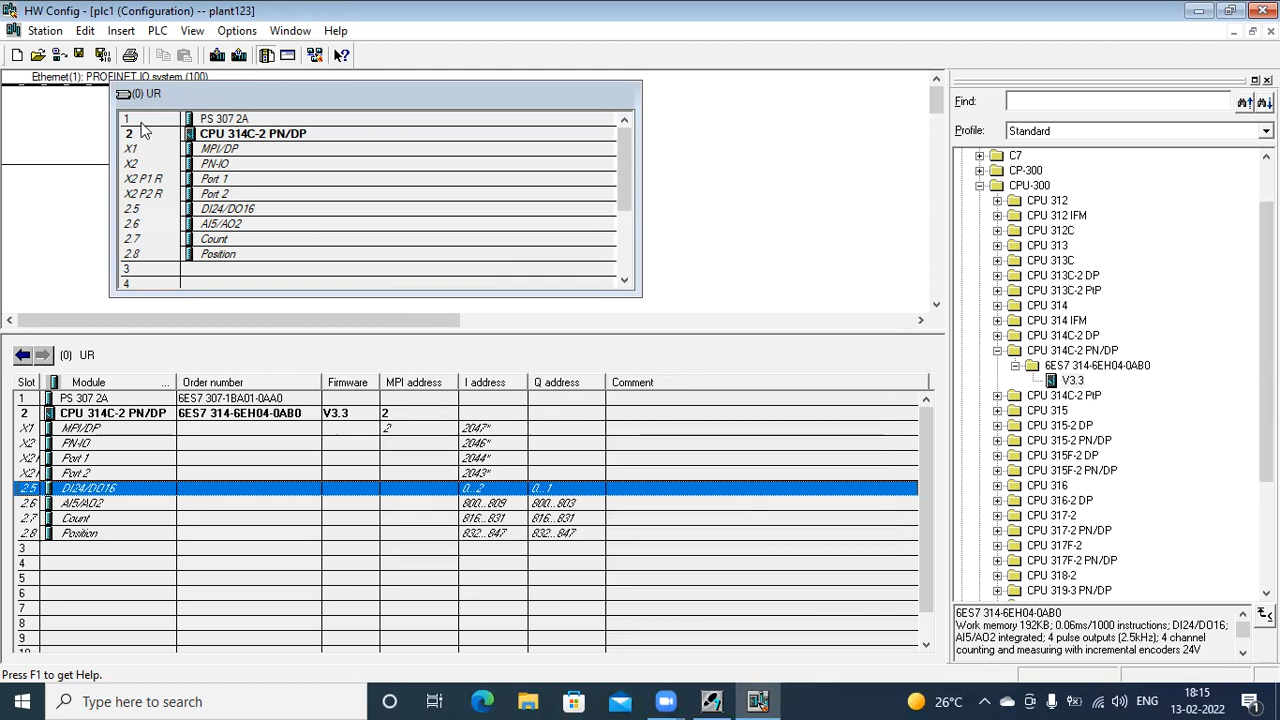 HW Config - [plc1 (Configuration) -- plant123]
Station Edit Insert PLC View Options Window Help
Ethernet(1): PROFINET IO system (100)
(0) UR
1 PS 307 2A
2 CPU 314C-2 PN/DP
X1 MPI/DP
X2 PN-IO
X2 P1 R Port 1
X2 P2 R Port 2
2.5 DI24/DO16
2.6 AI5/AO2
2.7 Count
2.8 Position
3
4
(0) UR
Slot Module ... Order number Firmware MPI address I address Q address Comment
1 PS 307 2A 6ES7 307-1BA01-0AA0
2 CPU 314C-2 PN/DP 6ES7 314-6EH04-0AB0 V3.3 2
X1 MPI/DP 2 2047*
X2 PN-IO 2046*
X2 Port 1 2044*
X2 Port 2 2043*
2.5 DI24/DO16 0...2 0...1
2.6 AI5/AO2 800...809 800...803
2.7 Count 816...831 816...831
2.8 Position 832...847 832...847
3
4
5
6
7
8
9
10
Find:
Profile: Standard
C7
CP-300
CPU-300
CPU 312
CPU 312 IFM
CPU 312C
CPU 313
CPU 313C
CPU 313C-2 DP
CPU 313C-2 PtP
CPU 314
CPU 314 IFM
CPU 314C-2 DP
CPU 314C-2 PN/DP
6ES7 314-6EH04-0AB0
V3.3
CPU 314C-2 PtP
CPU 315
CPU 315-2 DP
CPU 315-2 PN/DP
CPU 315F-2 DP
CPU 315F-2 PN/DP
CPU 316
CPU 316-2 DP
CPU 317-2
CPU 317-2 PN/DP
CPU 317F-2
CPU 317F-2 PN/DP
CPU 318-2
CPU 319-3 PN/DP
6ES7 314-6EH04-0AB0
Work memory 192KB; 0.06ms/1000 instructions; DI24/DO16;
AI5/AO2 integrated; 4 pulse outputs (2.5kHz); 4 channel
counting and measuring with incremental encoders 24V
Press F1 to get Help.
Type here to search
26°C
ENG
18:15
13-02-2022
1